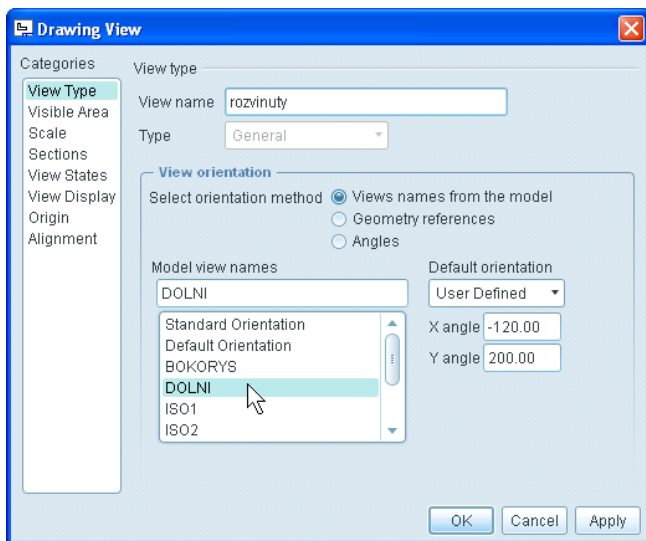 Drawing View
Categories
View Type
Visible Area
Scale
Sections
View States
View Display
Origin
Alignment
View type
View name rozvinuty
Type General
View orientation
Select orientation method Views names from the model
Geometry references
Angles
Model view names
DOLNI
Standard Orientation
Default Orientation
BOKORYS
DOLNI
ISO1
ISO2
Default orientation
User Defined
X angle -120.00
Y angle 200.00
OK Cancel Apply